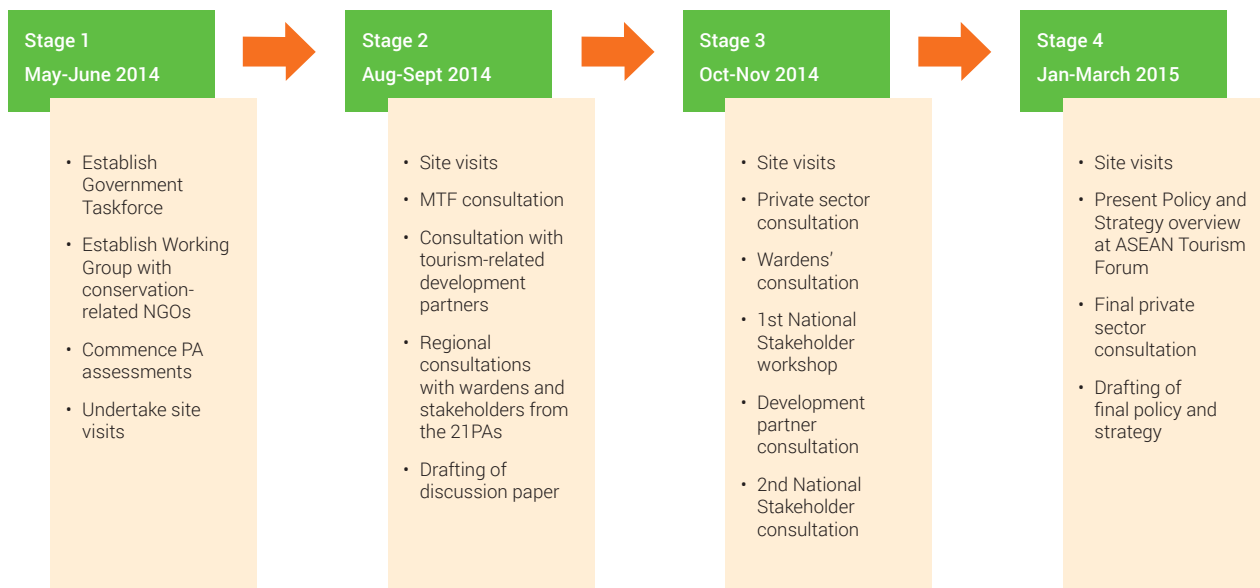 Stage 1
May-June 2014
• Establish
Government
Taskforce
• Establish Working
Group with
conservation-
related NGOs
• Commence PA
assessments
• Undertake site
visits
Stage 2
Aug-Sept 2014
• Site visits
• MTF consultation
• Consultation with
tourism-related
development
partners
• Regional
consultations
with wardens and
stakeholders from
the 21PAs
• Drafting of
discussion paper
Stage 3
Oct-Nov 2014
• Site visits
• Private sector
consultation
• Wardens’
consultation
• 1st National
Stakeholder
workshop
• Development
partner
consultation
• 2nd National
Stakeholder
consultation
Stage 4
Jan-March 2015
• Site visits
• Present Policy and
Strategy overview
at ASEAN Tourism
Forum
• Final private
sector
consultation
• Drafting of
final policy and
strategy